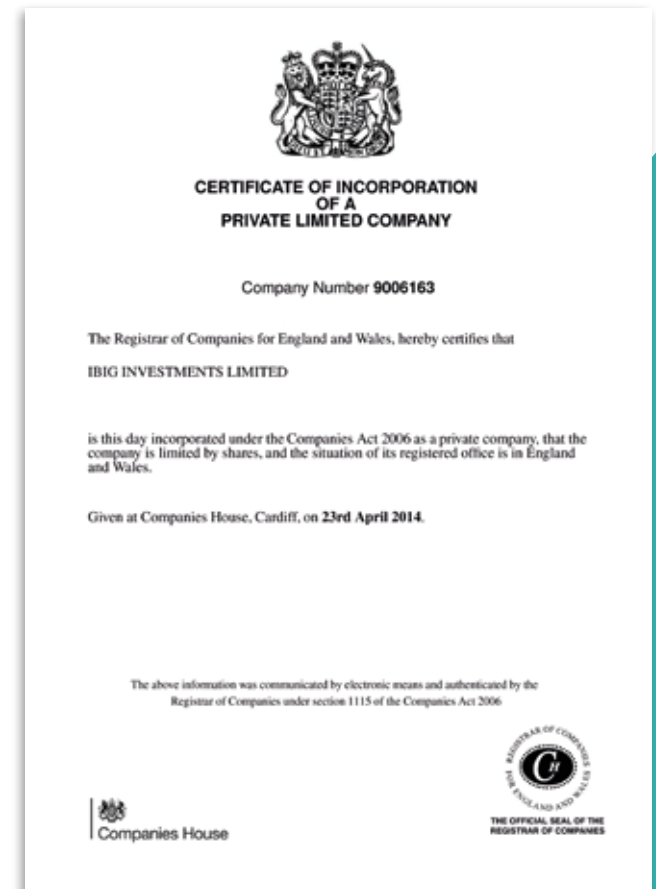 CERTIFICATE OF INCORPORATION
OF A
PRIVATE LIMITED COMPANY
Company Number 9006163
The Registrar of Companies for England and Wales, hereby certifies that
IBIG INVESTMENTS LIMITED
is this day incorporated under the Companies Act 2006 as a private company, that the
company is limited by shares, and the situation of its registered office is in England
and Wales.
Given at Companies House, Cardiff, on 23rd April 2014.
The above information was communicated by electronic means and authenticated by the
Registrar of Companies under section 1115 of the Companies Act 2006
REGISTRAR OF COMPANIES
FOR ENGLAND AND WALES
CH
THE OFFICIAL SEAL OF THE
REGISTRAR OF COMPANIES
Companies House